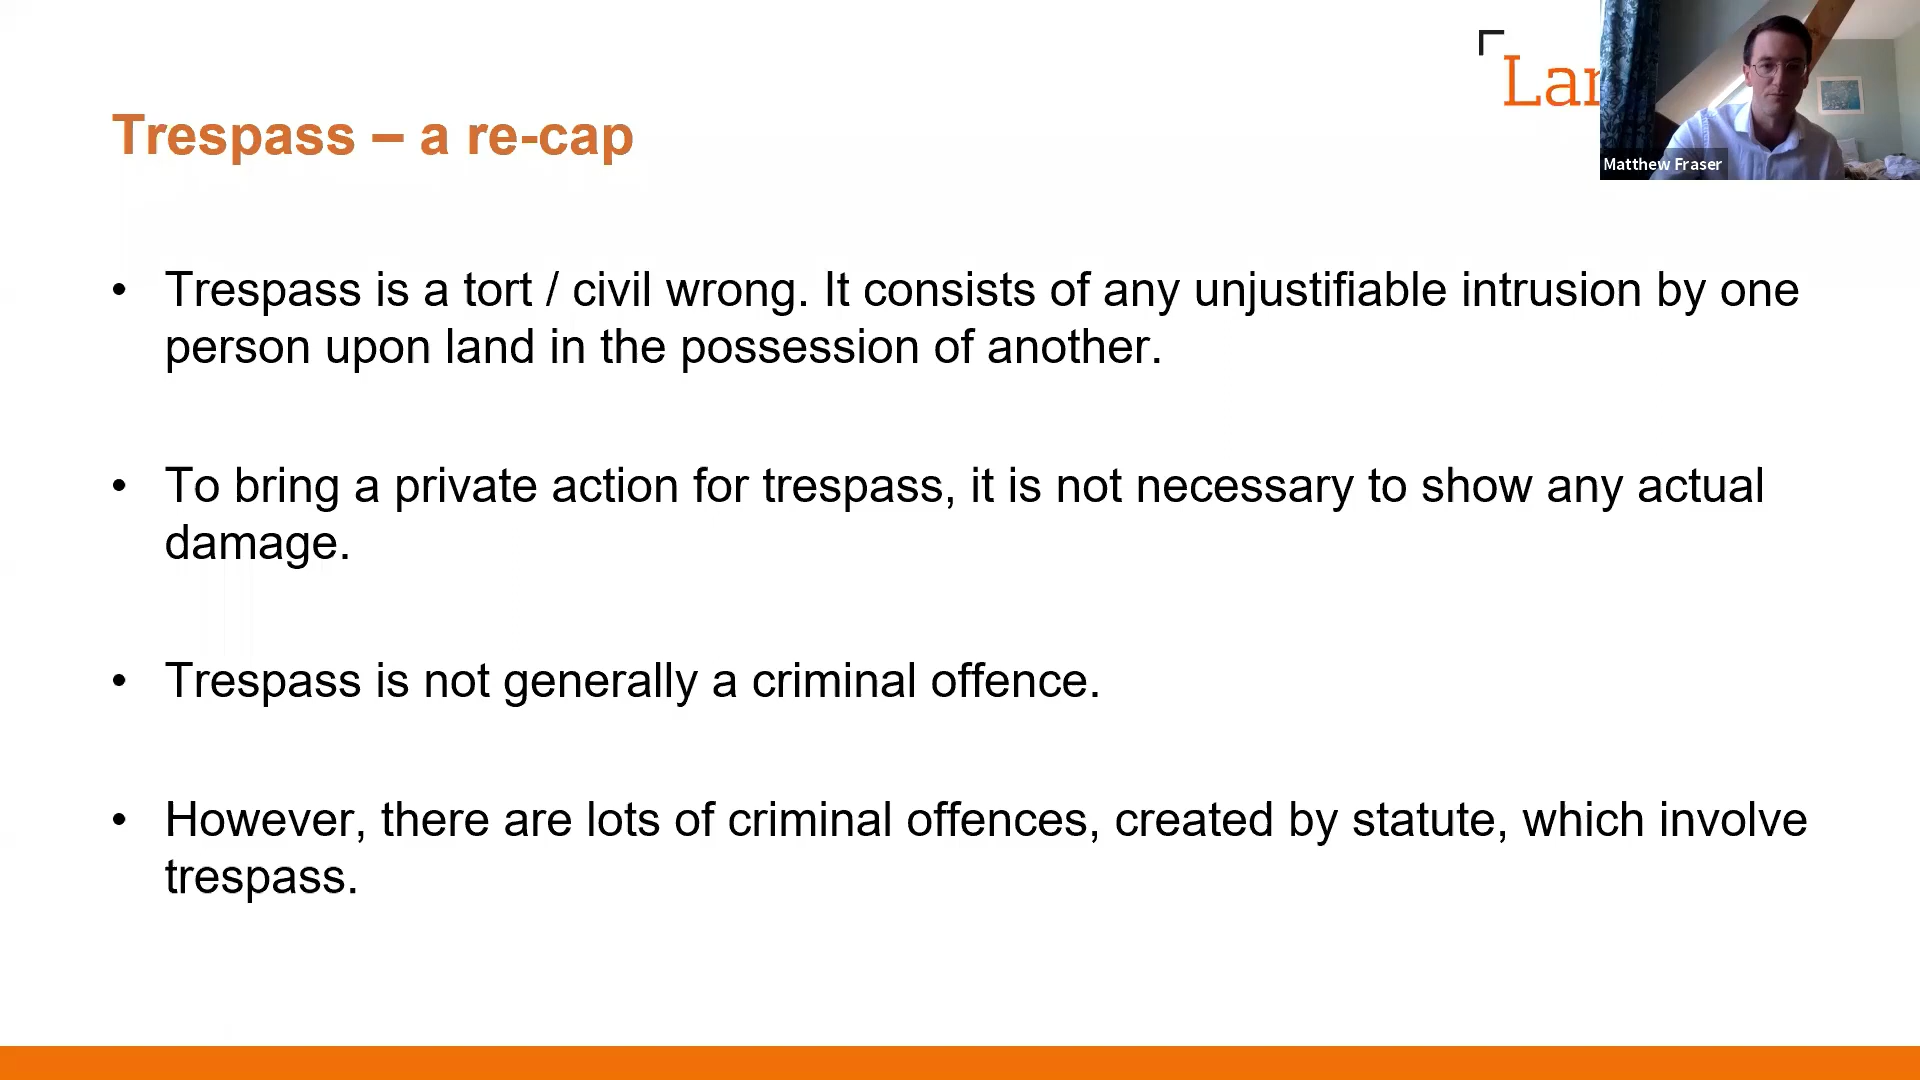 Trespass – a re-cap
Matthew Fraser
• Trespass is a tort / civil wrong. It consists of any unjustifiable intrusion by one
person upon land in the possession of another.
• To bring a private action for trespass, it is not necessary to show any actual
damage.
• Trespass is not generally a criminal offence.
• However, there are lots of criminal offences, created by statute, which involve
trespass.